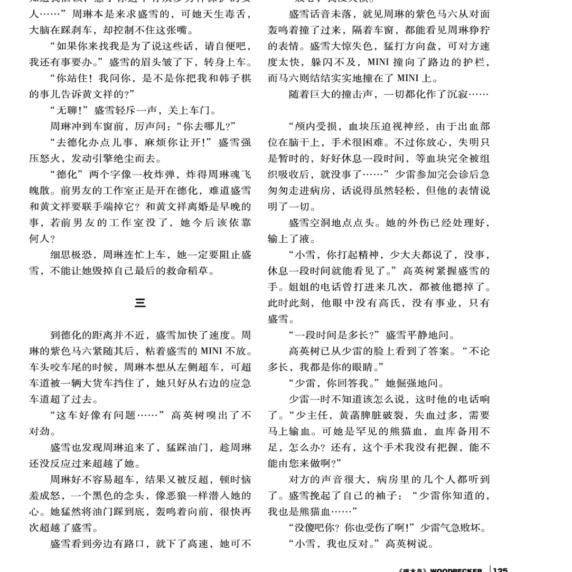 人……”周琳本是来求盛雪的，可她天生毒舌，
大脑在踩刹车，却控制不住这张嘴。
“如果你来找我是为了说这些话，请自便吧，
我还有事要办。”盛雪的眉头皱了下，转身上车。
“你站住！我问你，是不是你把我和韩子棋
的事儿告诉黄文祥的？”
“无聊！”盛雪轻斥一声，关上车门。
周琳冲到车窗前，厉声问：“你去哪儿？”
“去德化办点儿事，麻烦你让开！”盛雪强
压怒火，发动引擎绝尘而去。
“德化”两个字像一枚炸弹，炸得周琳魂飞
魄散。前男友的工作室正是开在德化，难道盛雪
和黄文祥要联手端掉它？和黄文祥离婚是早晚的
事，若前男友的工作室没了，她今后该依靠
何人？
细思极恐，周琳连忙上车，她一定要阻止盛
雪，不能让她毁掉自己最后的救命稻草。
三
到德化的距离并不近，盛雪加快了速度。周
琳的紫色马六紧随其后，粘着盛雪的 MINI 不放。
车头咬车尾的时候，周琳本想从左侧超车，可超
车道被一辆大货车挡住了，她只好从右边的应急
车道超了过去。
“这车好像有问题……”高英树嗅出了不
对劲。
盛雪也发现周琳追来了，猛踩油门，趁周琳
还没反应过来超越了她。
周琳好不容易超车，结果又被反超，顿时恼
羞成怒，一个黑色的念头，像恶狼一样潜入她的
心。她猛然将油门踩到底，轰鸣着向前，很快再
次超越了盛雪。
盛雪看到旁边有路口，就下了高速，她可不
盛雪话音未落，就见周琳的紫色马六从对面
轰鸣着撞了过来，隔着车窗，都能看见周琳狰狞
的表情。盛雪大惊失色，猛打方向盘，可对方速
度太快，躲闪不及，MINI 撞向了路边的护栏，
而马六则结结实实地撞在了 MINI 上。
随着巨大的撞击声，一切都化作了沉寂……
“颅内受损，血块压迫视神经，由于出血部
位在脑干上，手术很困难。不过你放心，失明只
是暂时的，好好休息一段时间，等血块完全被组
织吸收后，就没事了……”少雷参加完会诊后急
匆匆走进病房，话说得虽然轻松，但他的表情说
明了一切。
盛雪空洞地点点头。她的外伤已经处理好，
输上了液。
“小雪，你打起精神，少大夫都说了，没事，
休息一段时间就能看见了。”高英树紧握盛雪的
手。姐姐的电话曾打进来几次，都被他摁掉了。
此时此刻，他眼中没有高氏，没有事业，只有
盛雪。
“一段时间是多长？”盛雪平静地问。
高英树已从少雷的脸上看到了答案。“不论
多长，我都是你的眼睛。”
“少雷，你回答我。”她倔强地问。
少雷一时不知道该怎么说，这时他的电话响
了。“少主任，黄菡脾脏破裂，失血过多，需要
马上输血。可她是罕见的熊猫血，血库备用不
足，怎么办？还有，这个手术我没有把握，能不
能由您来做啊？”
对方的声音很大，病房里的几个人都听到
了。盛雪挽起了自己的袖子：“少雷你知道的，
我也是熊猫血……”
“没傻吧你？你也受伤了啊！”少雷气急败坏。
“小雪，我也反对。”高英树说。
《啄木鸟》WOODPECKER 125